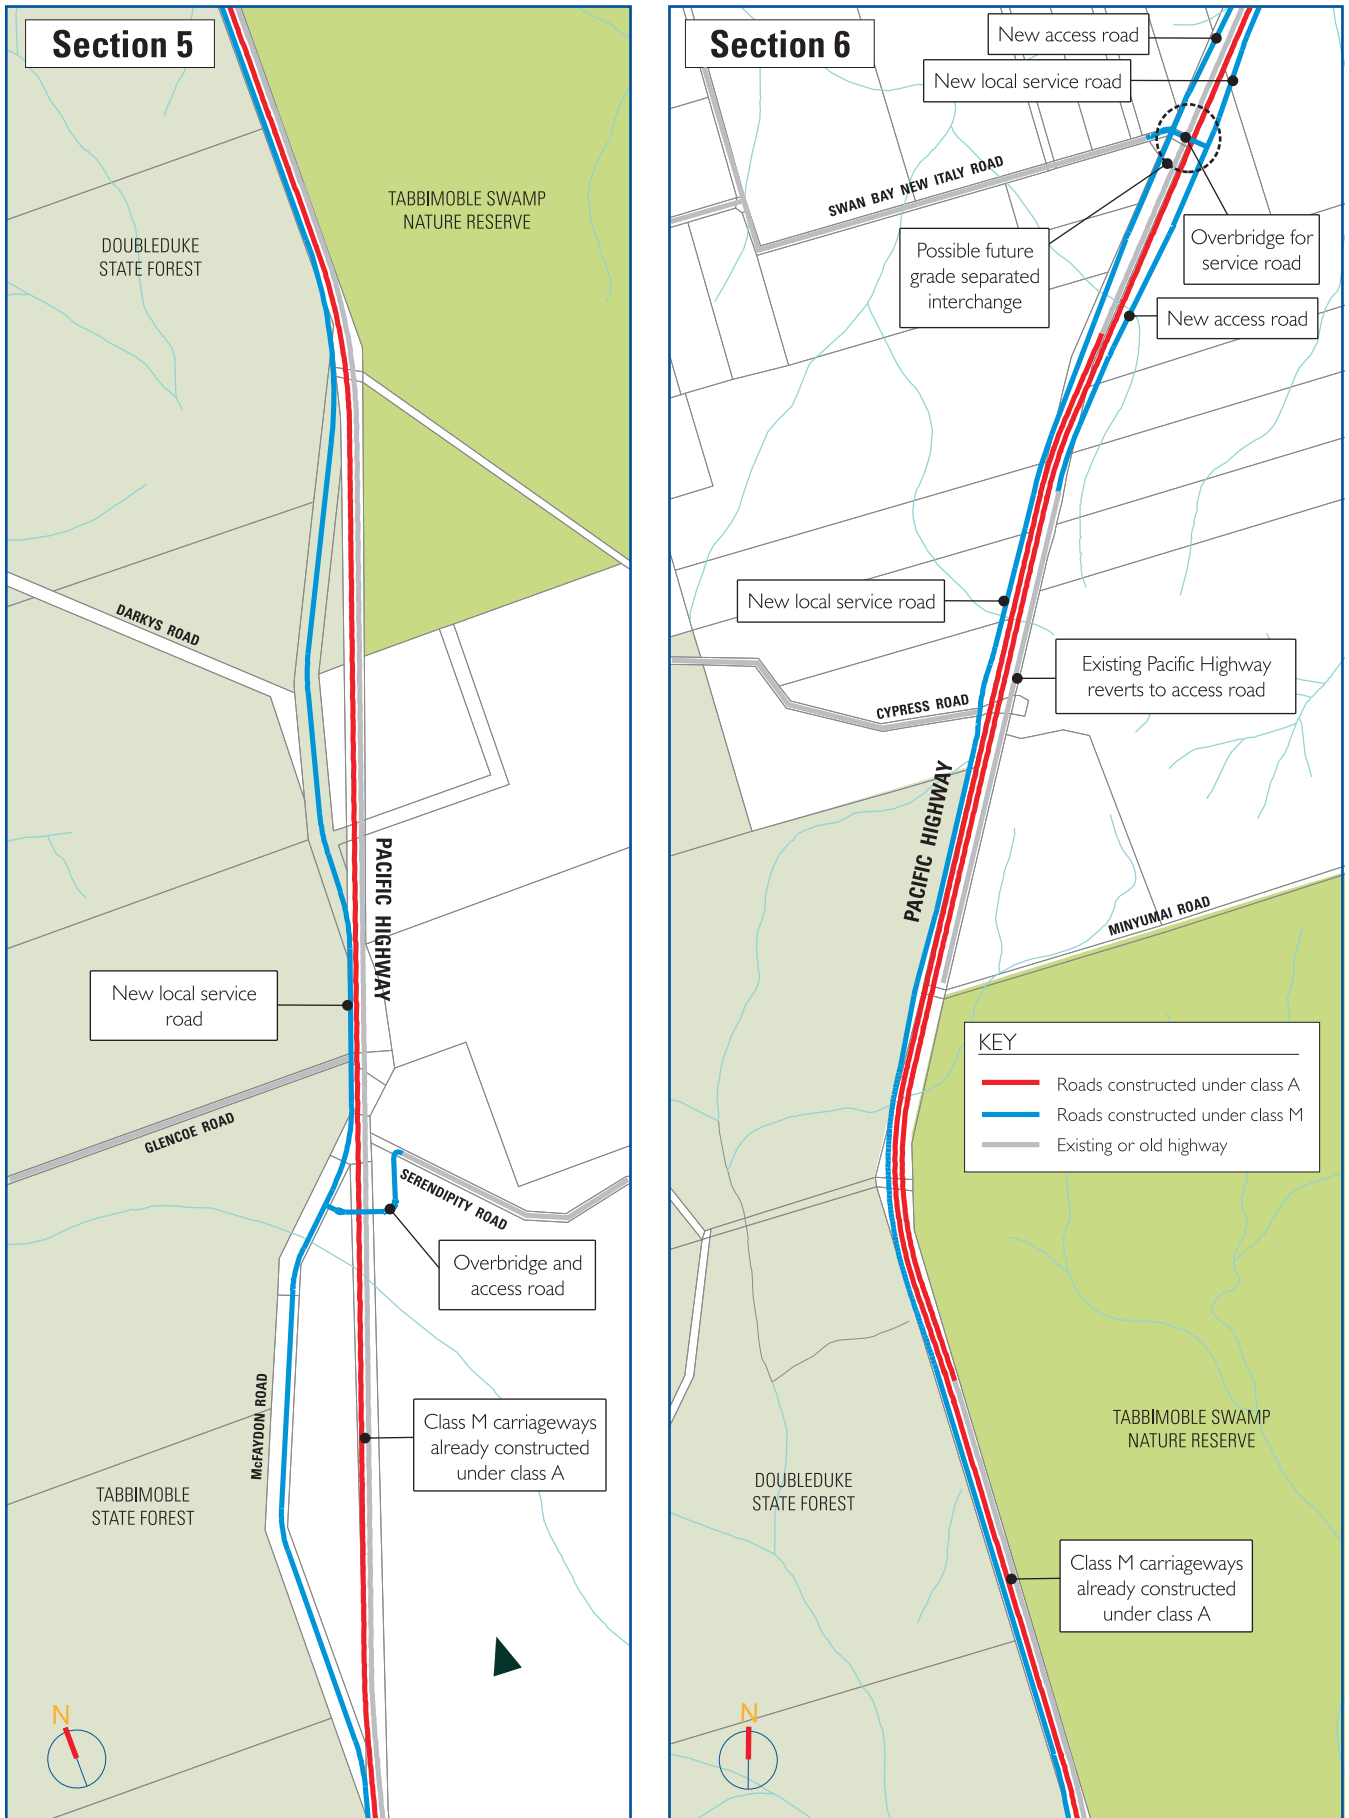 Section 5
TABBIMOBLE SWAMP
NATURE RESERVE
DOUBLEDUKE
STATE FOREST
DARKYS ROAD
PACIFIC HIGHWAY
New local service
road
GLENCOE ROAD
SERENDIPITY ROAD
Overbridge and
access road
McFAYDON ROAD
Class M carriageways
already constructed
under class A
TABBIMOBLE
STATE FOREST
N
Section 6
New access road
New local service road
SWAN BAY NEW ITALY ROAD
Possible future
grade separated
interchange
Overbridge for
service road
New access road
New local service road
Existing Pacific Highway
reverts to access road
CYPRESS ROAD
PACIFIC HIGHWAY
MINYUMAI ROAD
KEY
Roads constructed under class A
Roads constructed under class M
Existing or old highway
TABBIMOBLE SWAMP
NATURE RESERVE
DOUBLEDUKE
STATE FOREST
Class M carriageways
already constructed
under class A
N